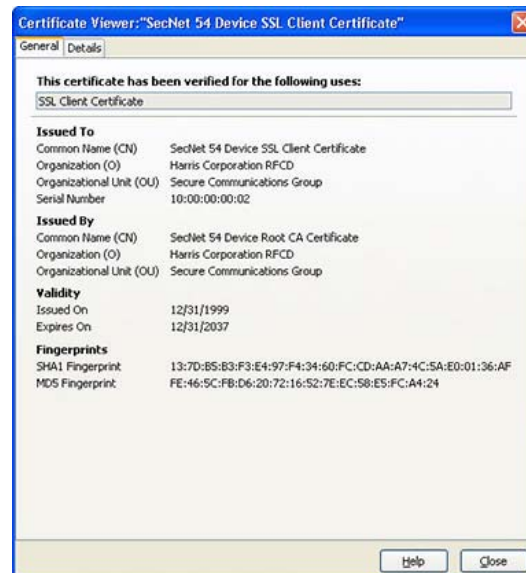 Certificate Viewer:"SecNet 54 Device SSL Client Certificate"
General Details
This certificate has been verified for the following uses:
SSL Client Certificate
Issued To
Common Name (CN) SecNet 54 Device SSL Client Certificate
Organization (O) Harris Corporation RFCD
Organizational Unit (OU) Secure Communications Group
Serial Number 10:00:00:00:02
Issued By
Common Name (CN) SecNet 54 Device Root CA Certificate
Organization (O) Harris Corporation RFCD
Organizational Unit (OU) Secure Communications Group
Validity
Issued On 12/31/1999
Expires On 12/31/2037
Fingerprints
SHA1 Fingerprint 13:7D:B5:B3:F3:E4:97:F4:34:60:FC:CD:AA:A7:4C:5A:E0:01:36:AF
MD5 Fingerprint FE:46:5C:FB:D6:20:72:16:52:7E:EC:58:E5:FC:A4:24
Help Close